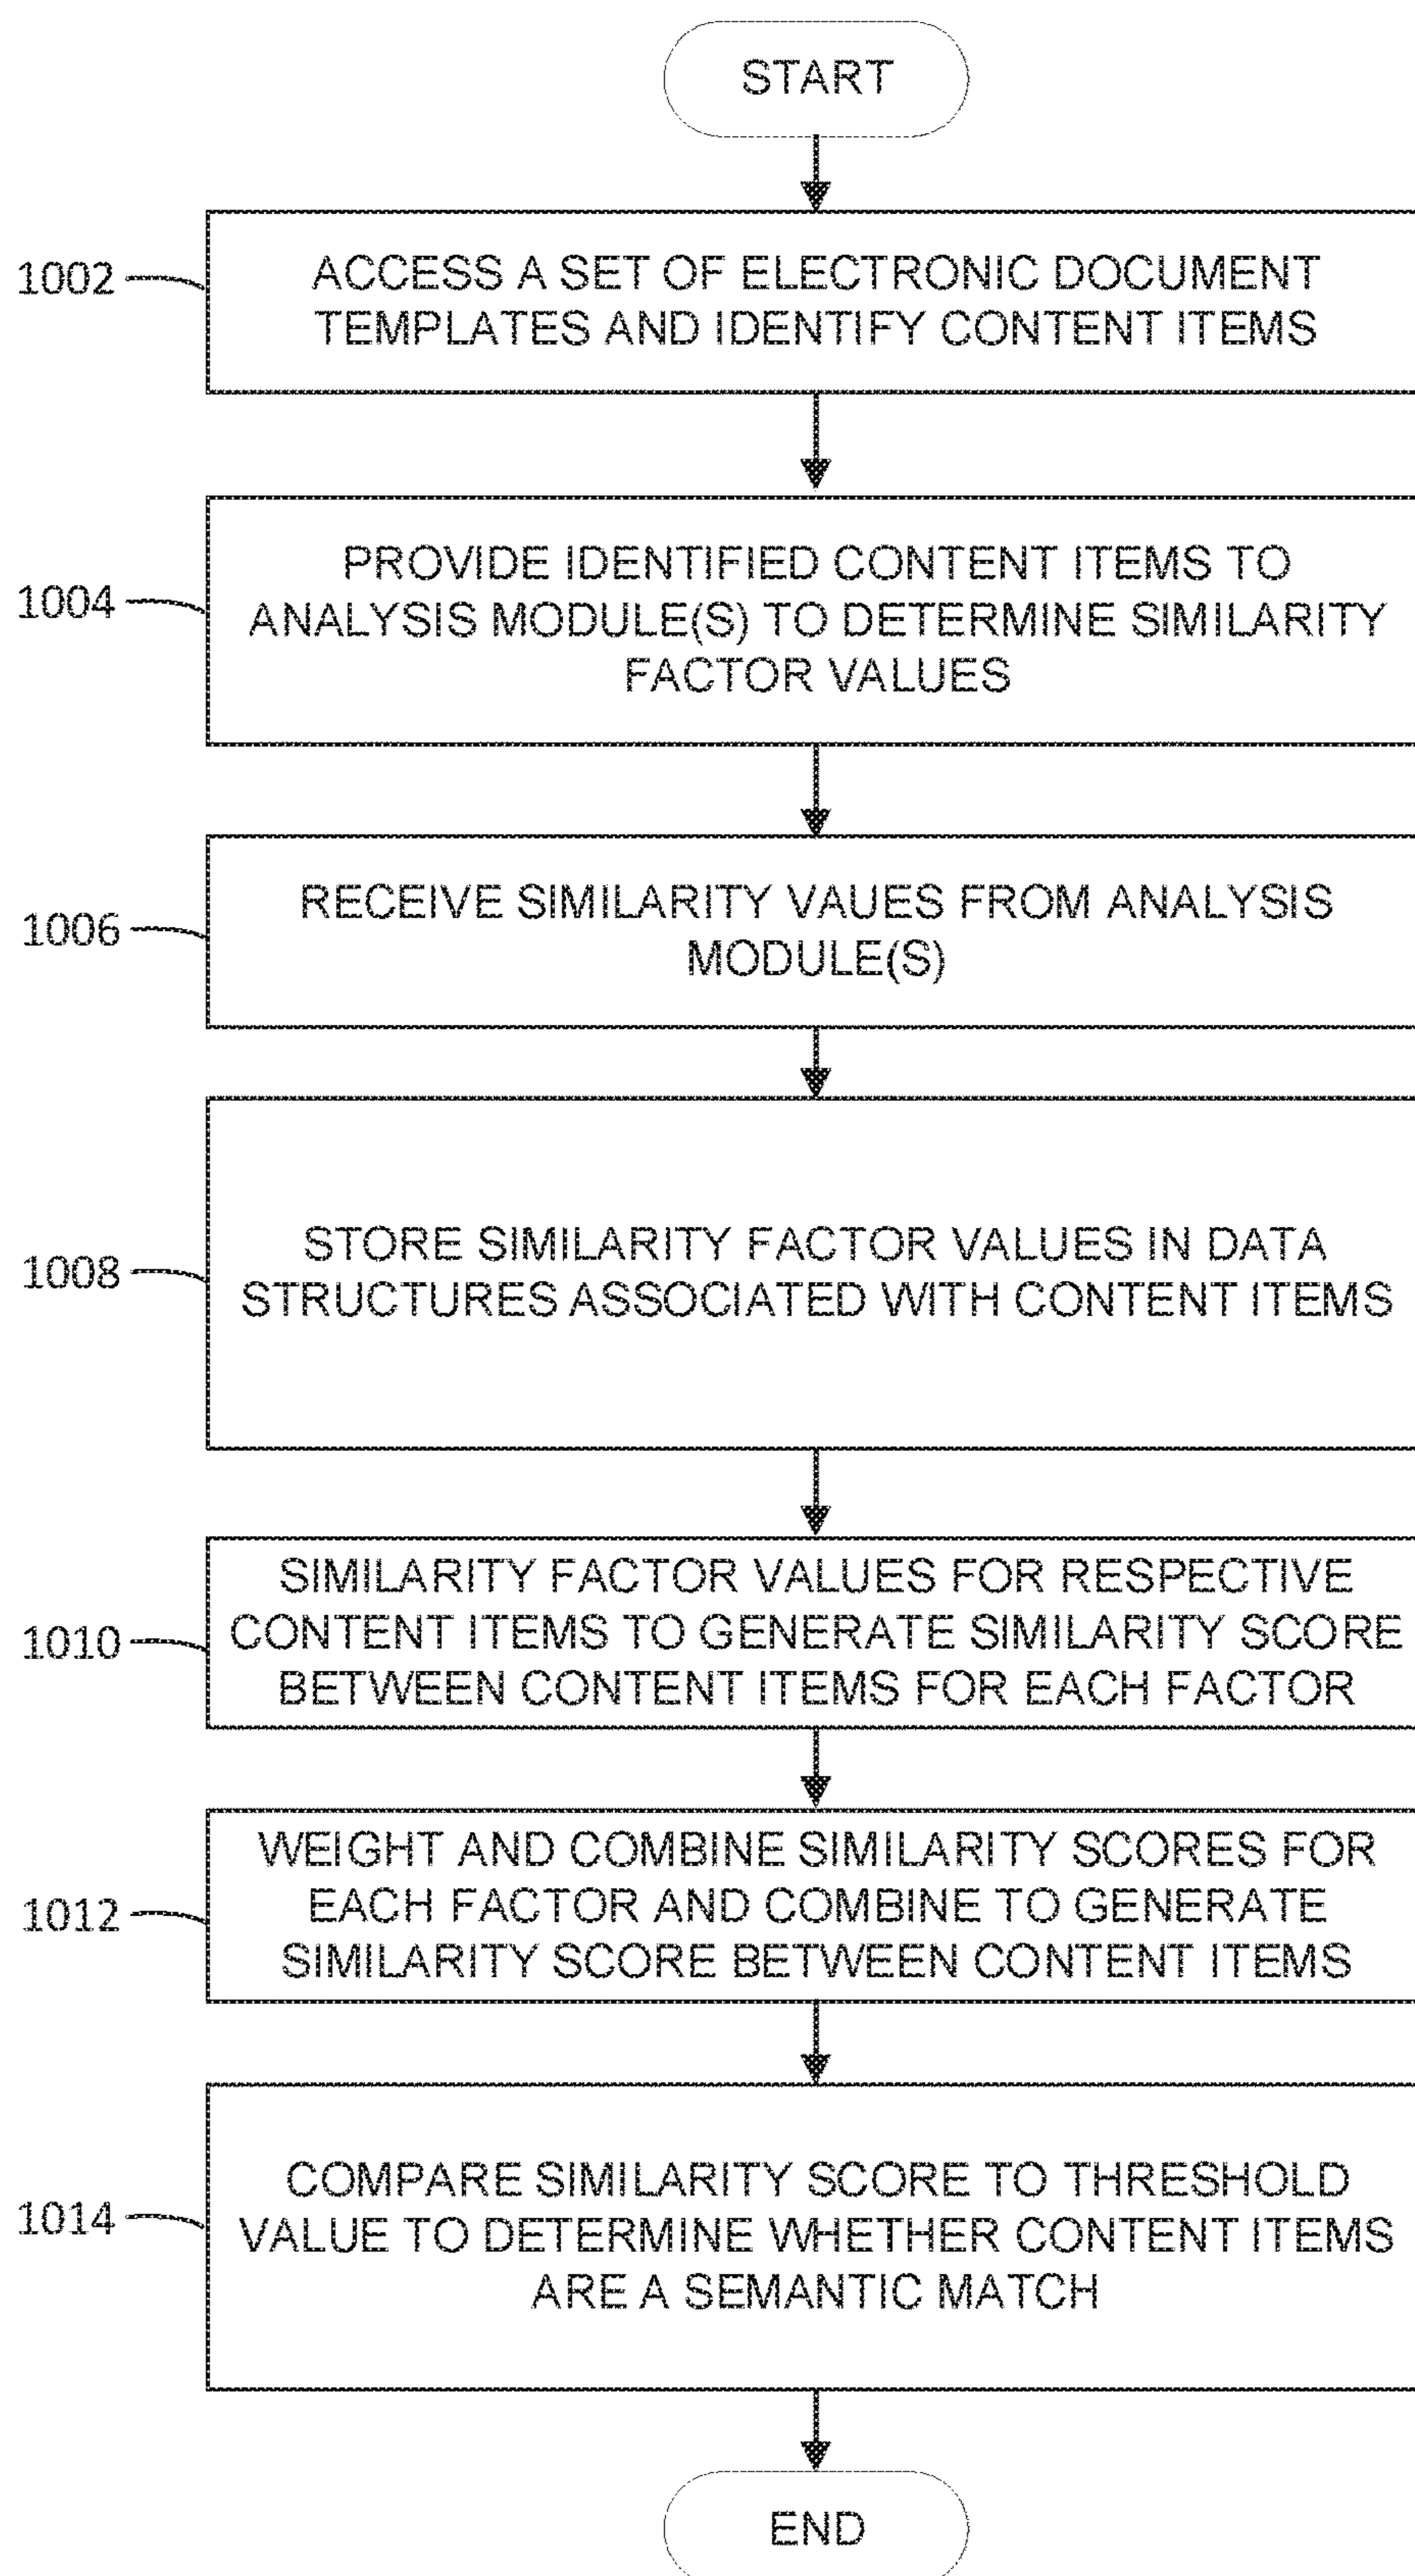 START
1002
ACCESS A SET OF ELECTRONIC DOCUMENT
TEMPLATES AND IDENTIFY CONTENT ITEMS
1004
PROVIDE IDENTIFIED CONTENT ITEMS TO
ANALYSIS MODULE(S) TO DETERMINE SIMILARITY
FACTOR VALUES
1006
RECEIVE SIMILARITY VAUES FROM ANALYSIS
MODULE(S)
1008
STORE SIMILARITY FACTOR VALUES IN DATA
STRUCTURES ASSOCIATED WITH CONTENT ITEMS
1010
SIMILARITY FACTOR VALUES FOR RESPECTIVE
CONTENT ITEMS TO GENERATE SIMILARITY SCORE
BETWEEN CONTENT ITEMS FOR EACH FACTOR
1012
WEIGHT AND COMBINE SIMILARITY SCORES FOR
EACH FACTOR AND COMBINE TO GENERATE
SIMILARITY SCORE BETWEEN CONTENT ITEMS
1014
COMPARE SIMILARITY SCORE TO THRESHOLD
VALUE TO DETERMINE WHETHER CONTENT ITEMS
ARE A SEMANTIC MATCH
END